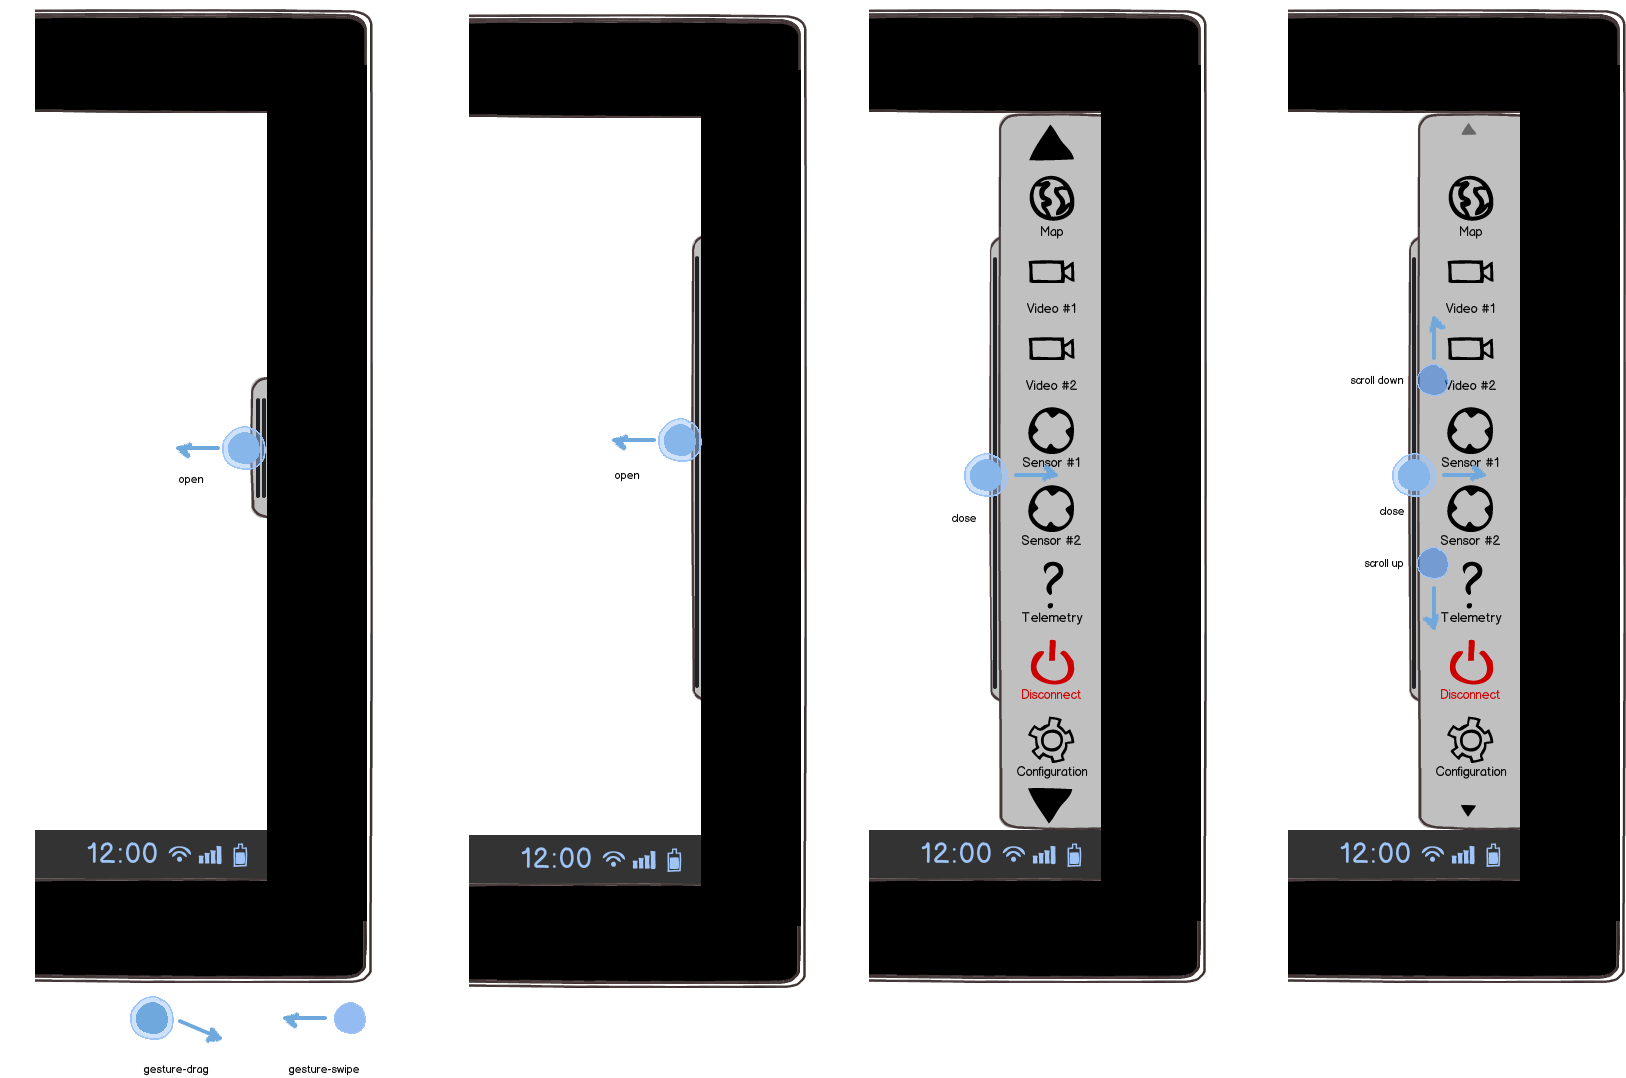 open
12:00
open
12:00
Map
Video #1
Video #2
Sensor #1
close
Sensor #2
Telemetry
Disconnect
Configuration
12:00
Map
Video #1
scroll down
Video #2
Sensor #1
close
Sensor #2
scroll up
Telemetry
Disconnect
Configuration
12:00
gesture-drag
gesture-swipe